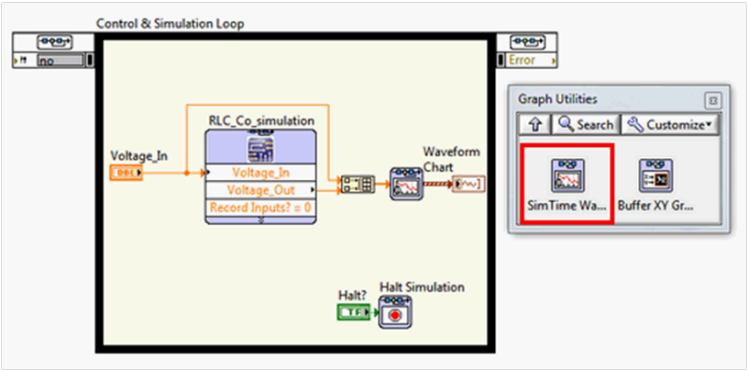 Control & Simulation Loop
no
Error
Graph Utilities
Search
Customize
SimTime Wa...
Buffer XY Gr...
RLC_Co_simulation
Voltage_In
DBL
Voltage_In
Voltage_Out
Record Inputs? = 0
Waveform
Chart
Halt?
TF
Halt Simulation